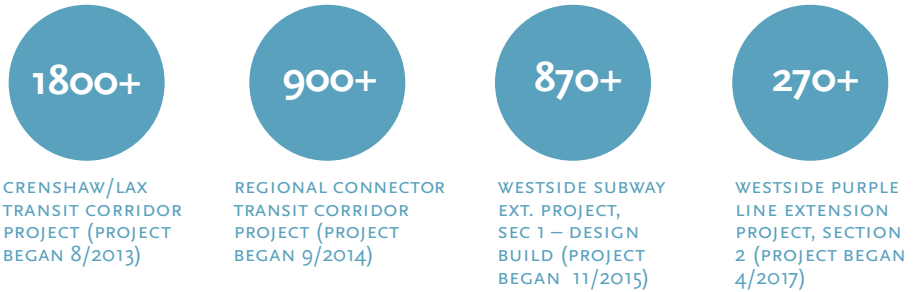 1800+
CRENSHAW/LAX
TRANSIT CORRIDOR
PROJECT (PROJECT
BEGAN 8/2013)
900+
REGIONAL CONNECTOR
TRANSIT CORRIDOR
PROJECT (PROJECT
BEGAN 9/2014)
870+
WESTSIDE SUBWAY
EXT. PROJECT,
SEC 1 – DESIGN
BUILD (PROJECT
BEGAN 11/2015)
270+
WESTSIDE PURPLE
LINE EXTENSION
PROJECT, SECTION
2 (PROJECT BEGAN
4/2017)